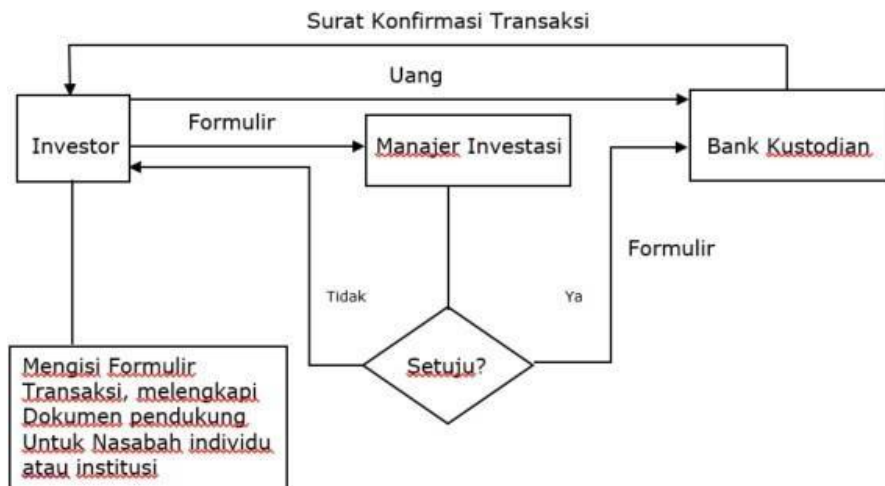 Surat Konfirmasi Transaksi
Uang
Formulir
Investor
Manajer Investasi
Bank Kustodian
Formulir
Tidak
Ya
Setuju?
Mengisi Formulir
Transaksi, melengkapi
Dokumen pendukung
Untuk Nasabah individu
atau institusi